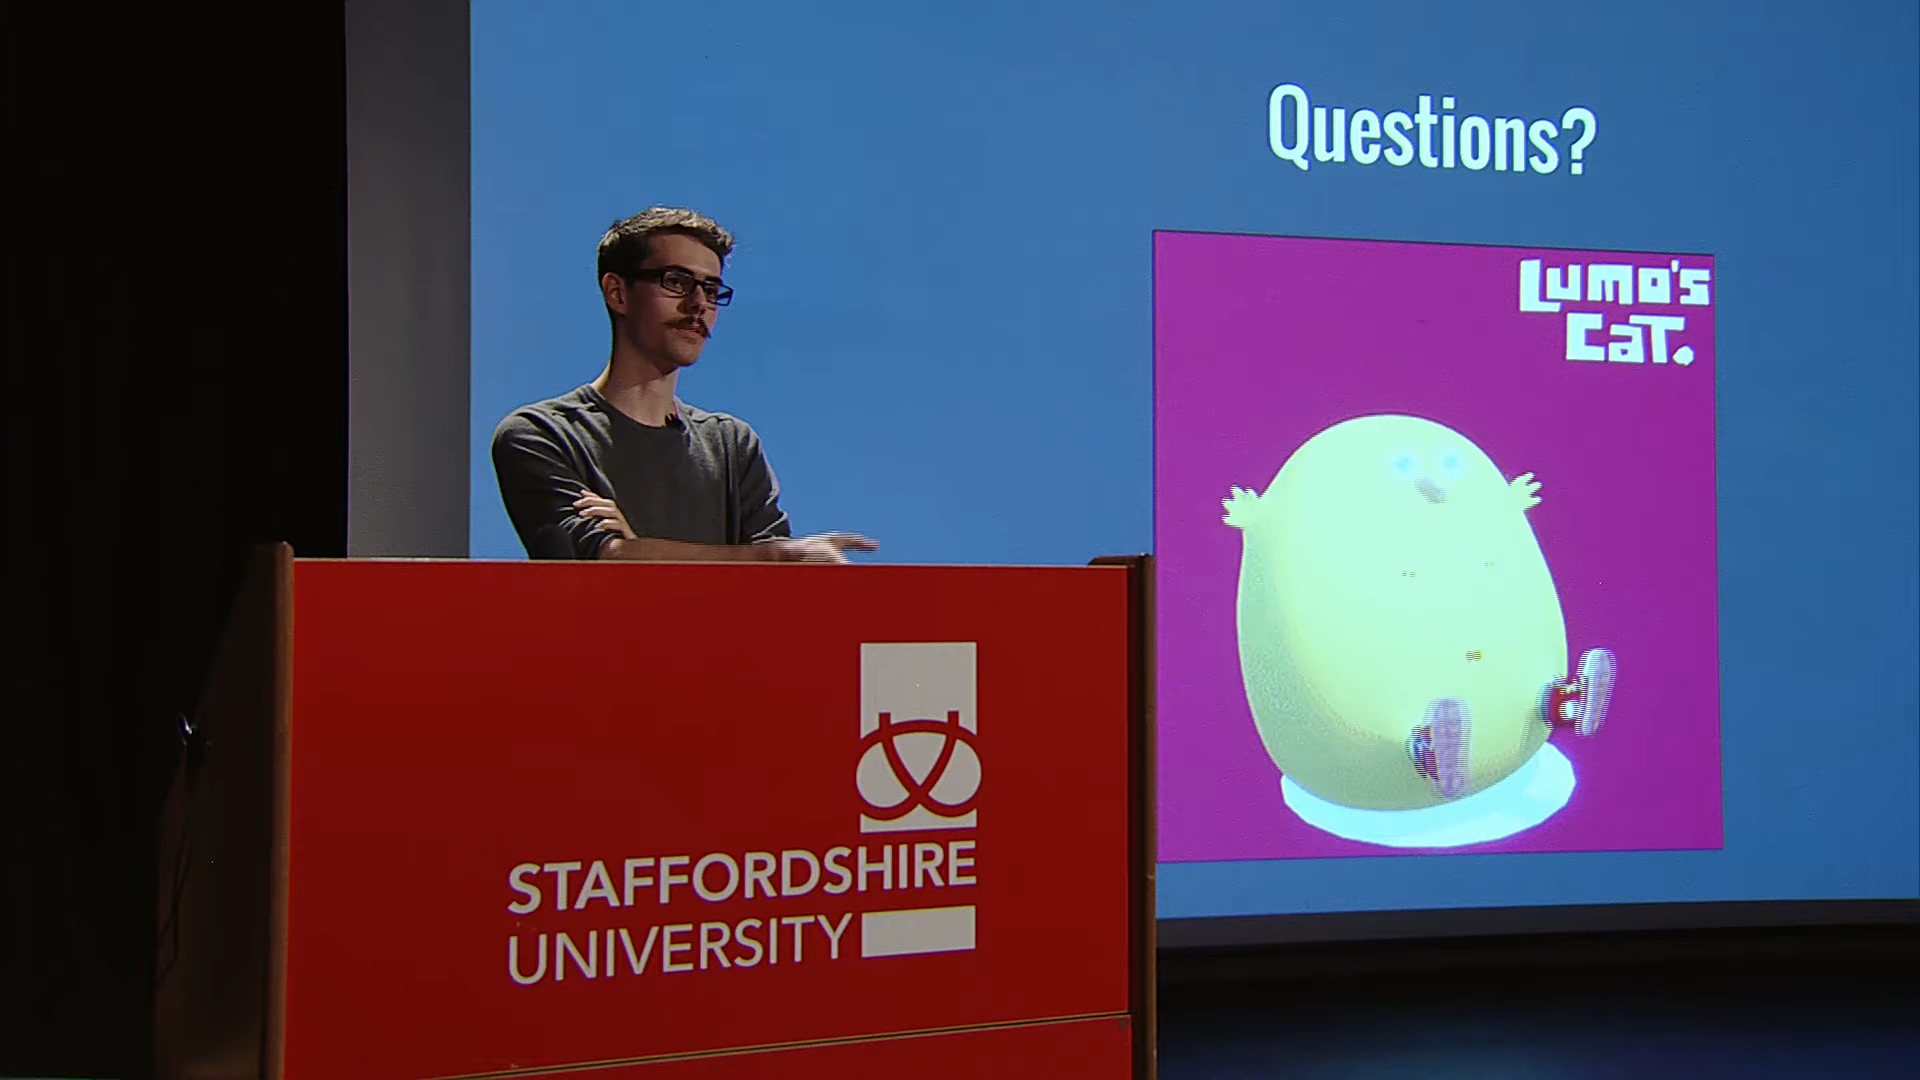 Questions?
LUMO'S
CAT.
STAFFORDSHIRE
UNIVERSITY